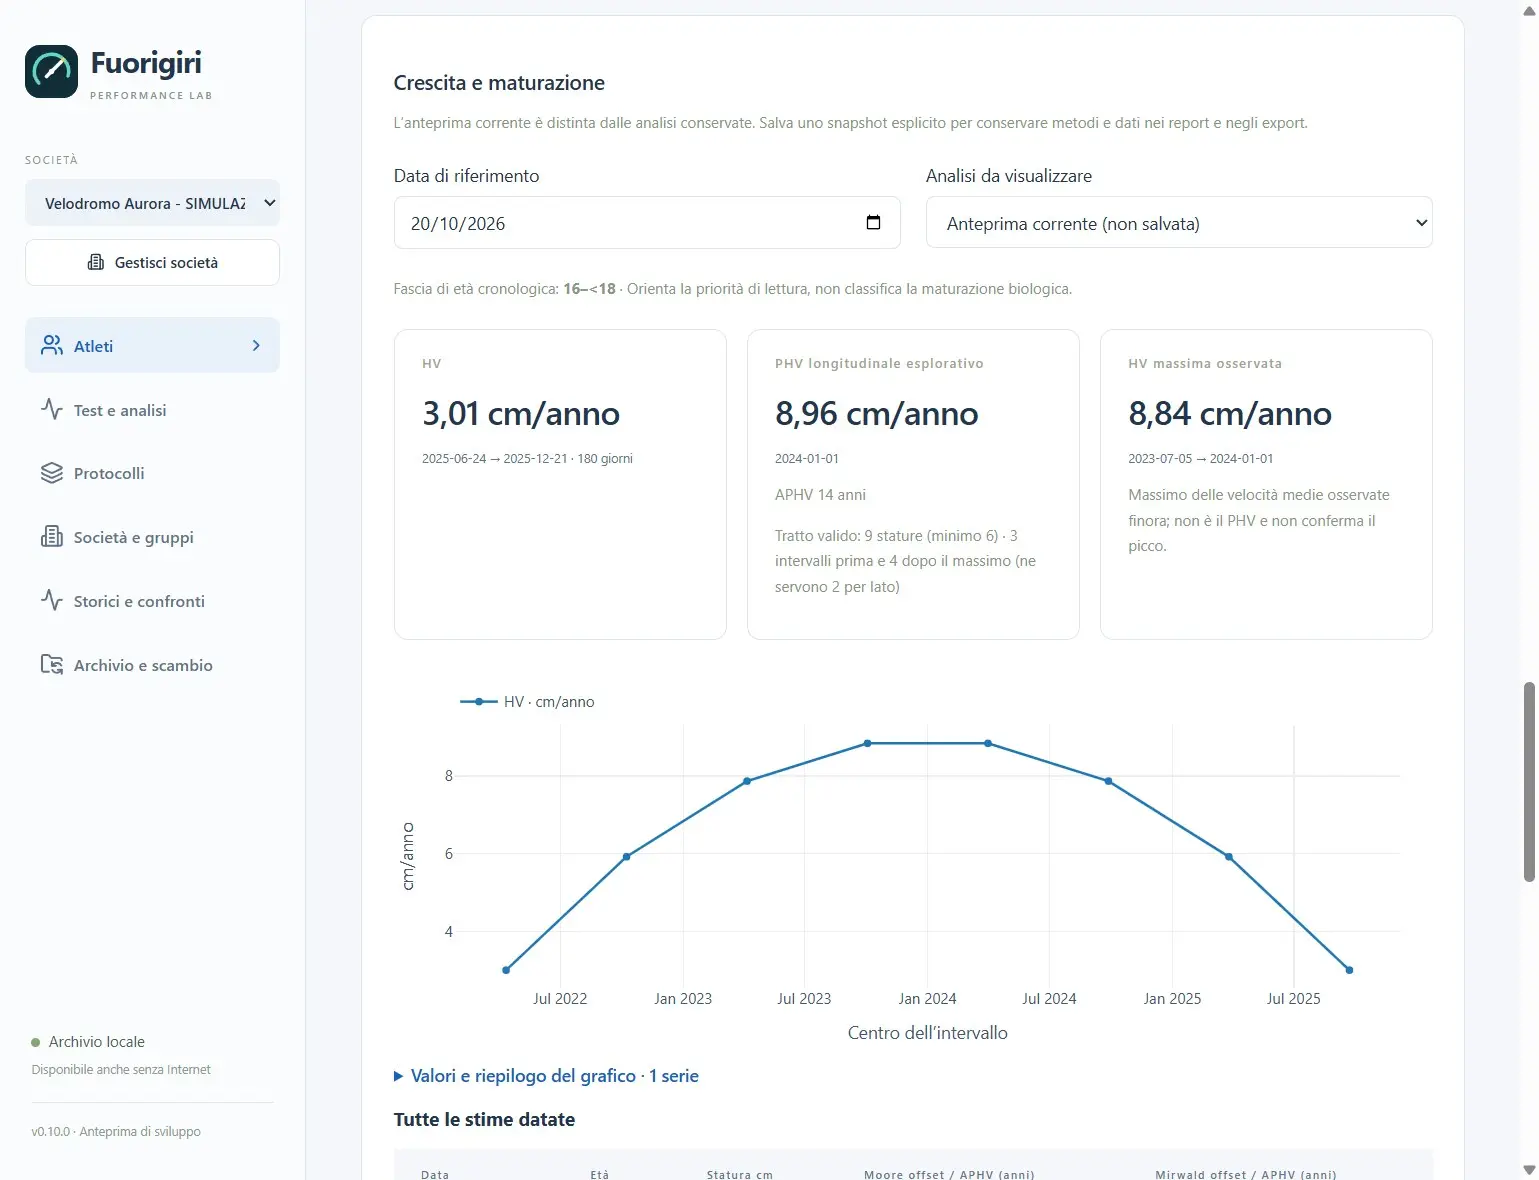 Fuorigiri
PERFORMANCE LAB
SOCIETÀ
Velodromo Aurora - SIMULAZ
Gestisci società
Atleti
Test e analisi
Protocolli
Società e gruppi
Storici e confronti
Archivio e scambio
Archivio locale
Disponibile anche senza Internet
v0.10.0 · Anteprima di sviluppo
Crescita e maturazione
L'anteprima corrente è distinta dalle analisi conservate. Salva uno snapshot esplicito per conservare metodi e dati nei report e negli export.
Data di riferimento
20/10/2026
Analisi da visualizzare
Anteprima corrente (non salvata)
Fascia di età cronologica: 16–<18 · Orienta la priorità di lettura, non classifica la maturazione biologica.
HV
3,01 cm/anno
2025-06-24 → 2025-12-21 · 180 giorni
PHV longitudinale esplorativo
8,96 cm/anno
2024-01-01
APHV 14 anni
Tratto valido: 9 stature (minimo 6) · 3
intervalli prima e 4 dopo il massimo (ne
servono 2 per lato)
HV massima osservata
8,84 cm/anno
2023-07-05 → 2024-01-01
Massimo delle velocità medie osservate
finora; non è il PHV e non conferma il
picco.
HV · cm/anno
cm/anno
8
6
4
Jul 2022 Jan 2023 Jul 2023 Jan 2024 Jul 2024 Jan 2025 Jul 2025
Centro dell'intervallo
Valori e riepilogo del grafico · 1 serie
Tutte le stime datate
Data Età Statura cm Moore offset / APHV (anni) Mirwald offset / APHV (anni)